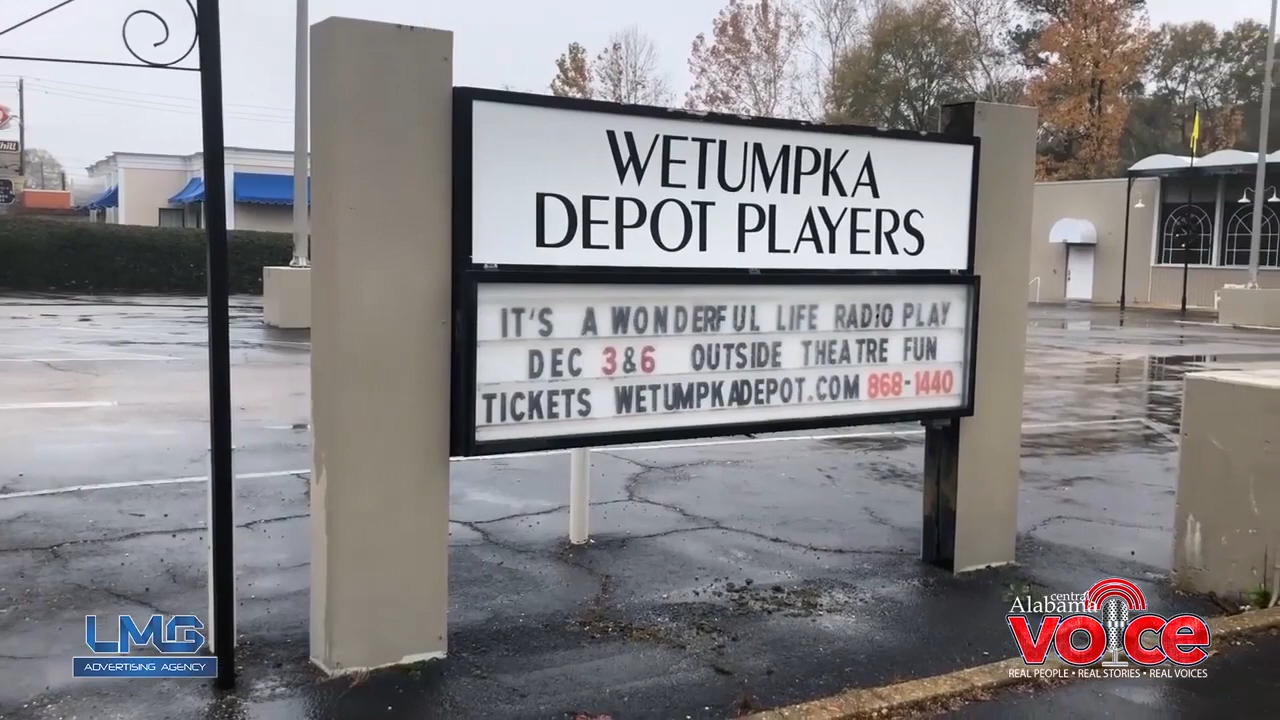 WETUMPKA
DEPOT PLAYERS
IT'S A WONDERFUL LIFE RADIO PLAY
DEC 3&6 OUTSIDE THEATRE FUN
TICKETS WETUMPKADEPOT.COM 868-1440
LMG
ADVERTISING AGENCY
central
Alabama
voice
REAL PEOPLE • REAL STORIES • REAL VOICES